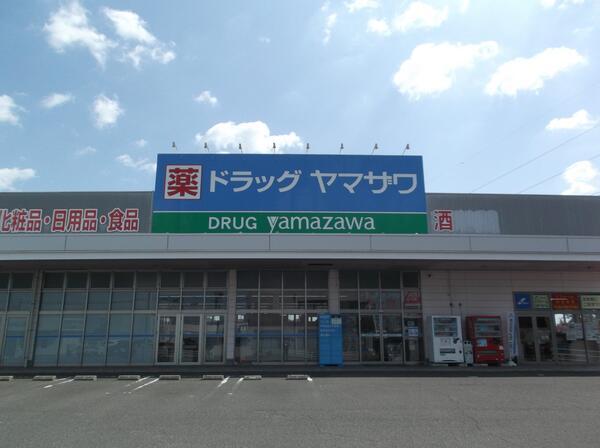 薬 ドラッグ ヤマザワ
DRUG yamazawa
化粧品・日用品・食品
酒